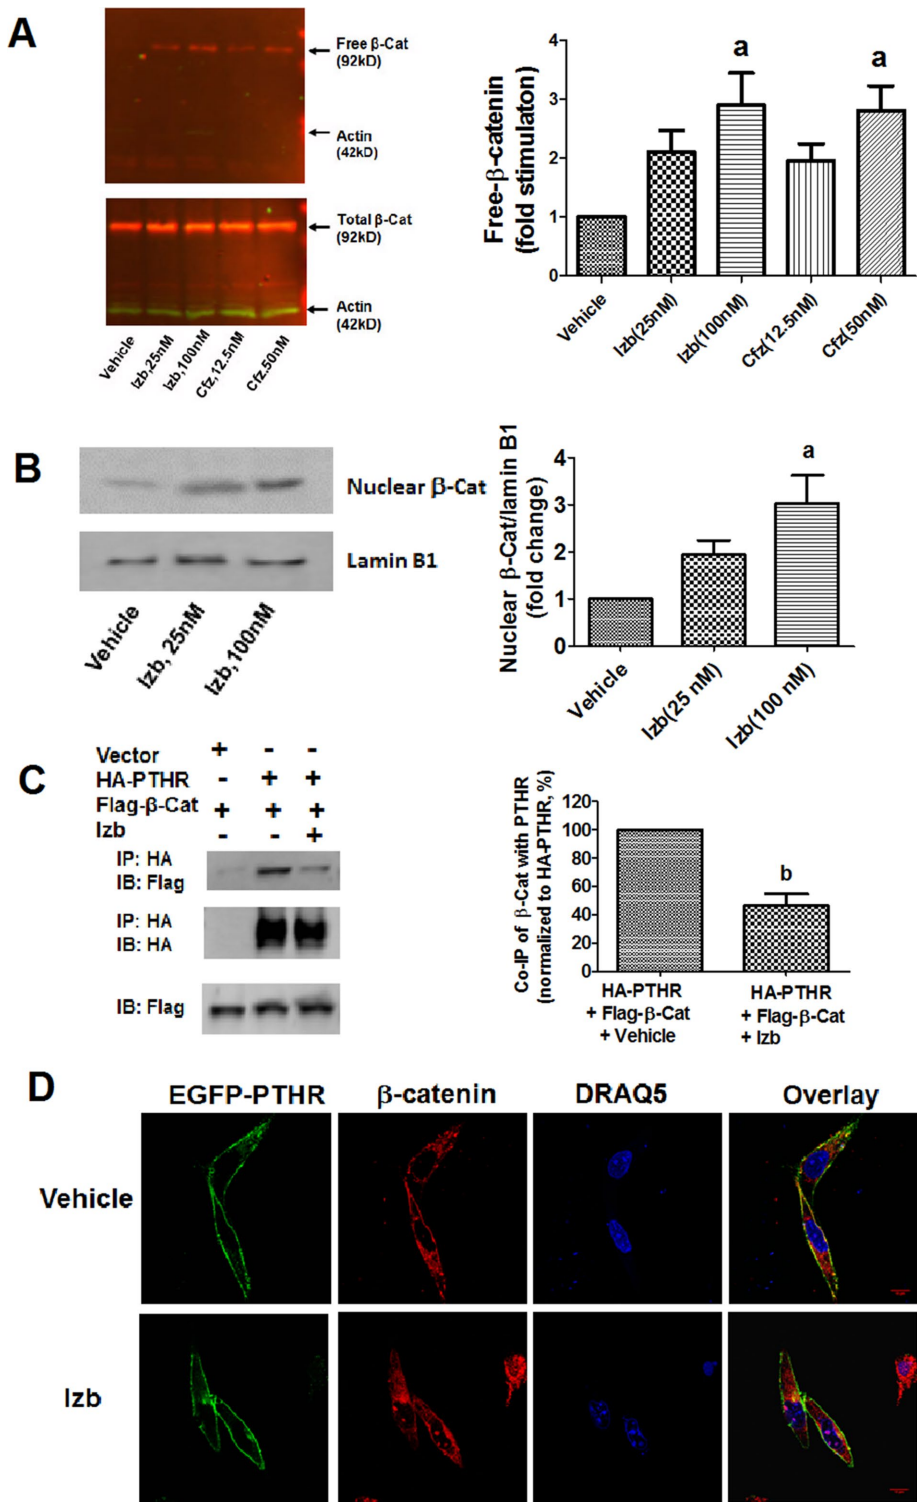 A
Free β-Cat
(92kD)
Actin
(42kD)
Total β-Cat
(92kD)
Actin
(42kD)
Vehicle
Izb,25nM
Izb,100nM
Cfz,12.5nM
Cfz.50nM
Free-β-catenin
(fold stimulaton)
4
3
2
1
0
a
a
Vehicle
Izb(25nM)
Izb(100nM)
Cfz(12.5nM)
Cfz(50nM)
B
Nuclear β-Cat
Lamin B1
Vehicle
Izb, 25nM
Izb, 100nM
Nuclear β-Cat/lamin B1
(fold change)
4
3
2
1
0
a
Vehicle
Izb(25 nM)
Izb(100 nM)
C
Vector + - -
HA-PTHR - + +
Flag-β-Cat + + +
Izb - - +
IP: HA
IB: Flag
IP: HA
IB: HA
IB: Flag
Co-IP of β-Cat with PTHR
(normalized to HA-PTHR, %)
120
100
80
60
40
20
0
b
HA-PTHR
+ Flag-β-Cat
+ Vehicle
HA-PTHR
+ Flag-β-Cat
+ Izb
D
EGFP-PTHR
β-catenin
DRAQ5
Overlay
Vehicle
Izb